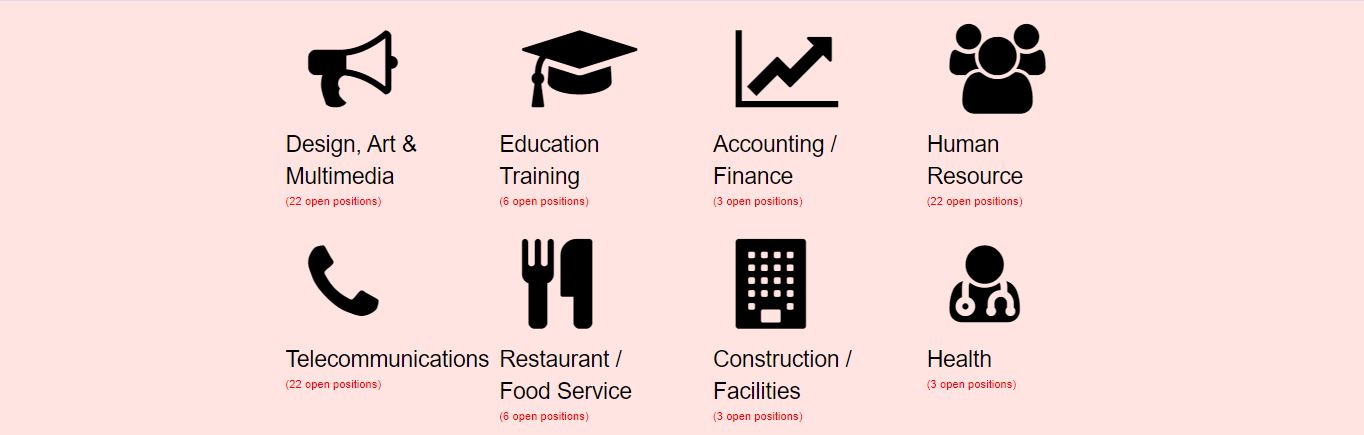 Design, Art &
Multimedia
(22 open positions)
Education
Training
(6 open positions)
Accounting /
Finance
(3 open positions)
Human
Resource
(22 open positions)
Telecommunications
(22 open positions)
Restaurant /
Food Service
(6 open positions)
Construction /
Facilities
(3 open positions)
Health
(3 open positions)